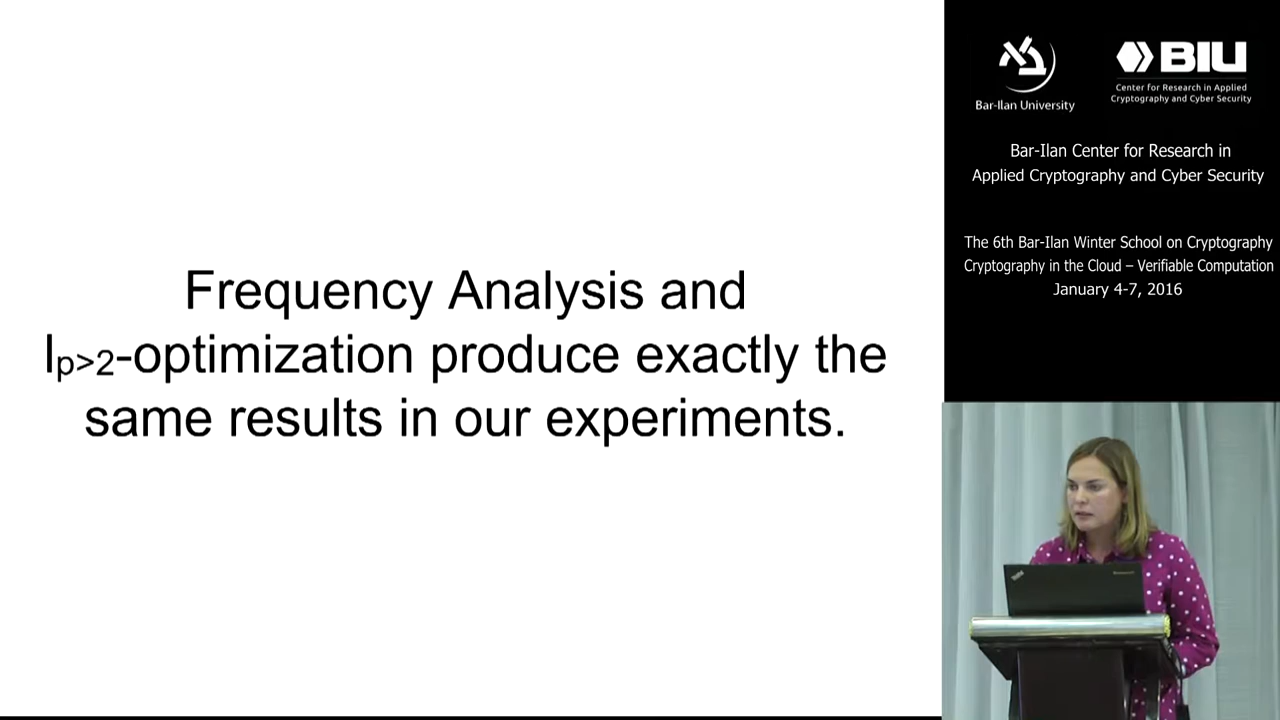 Frequency Analysis and
lp>2-optimization produce exactly the
same results in our experiments.
Bar-Ilan University
BIU
Center for Research in Applied
Cryptography and Cyber Security
Bar-Ilan Center for Research in
Applied Cryptography and Cyber Security
The 6th Bar-Ilan Winter School on Cryptography
Cryptography in the Cloud – Verifiable Computation
January 4-7, 2016